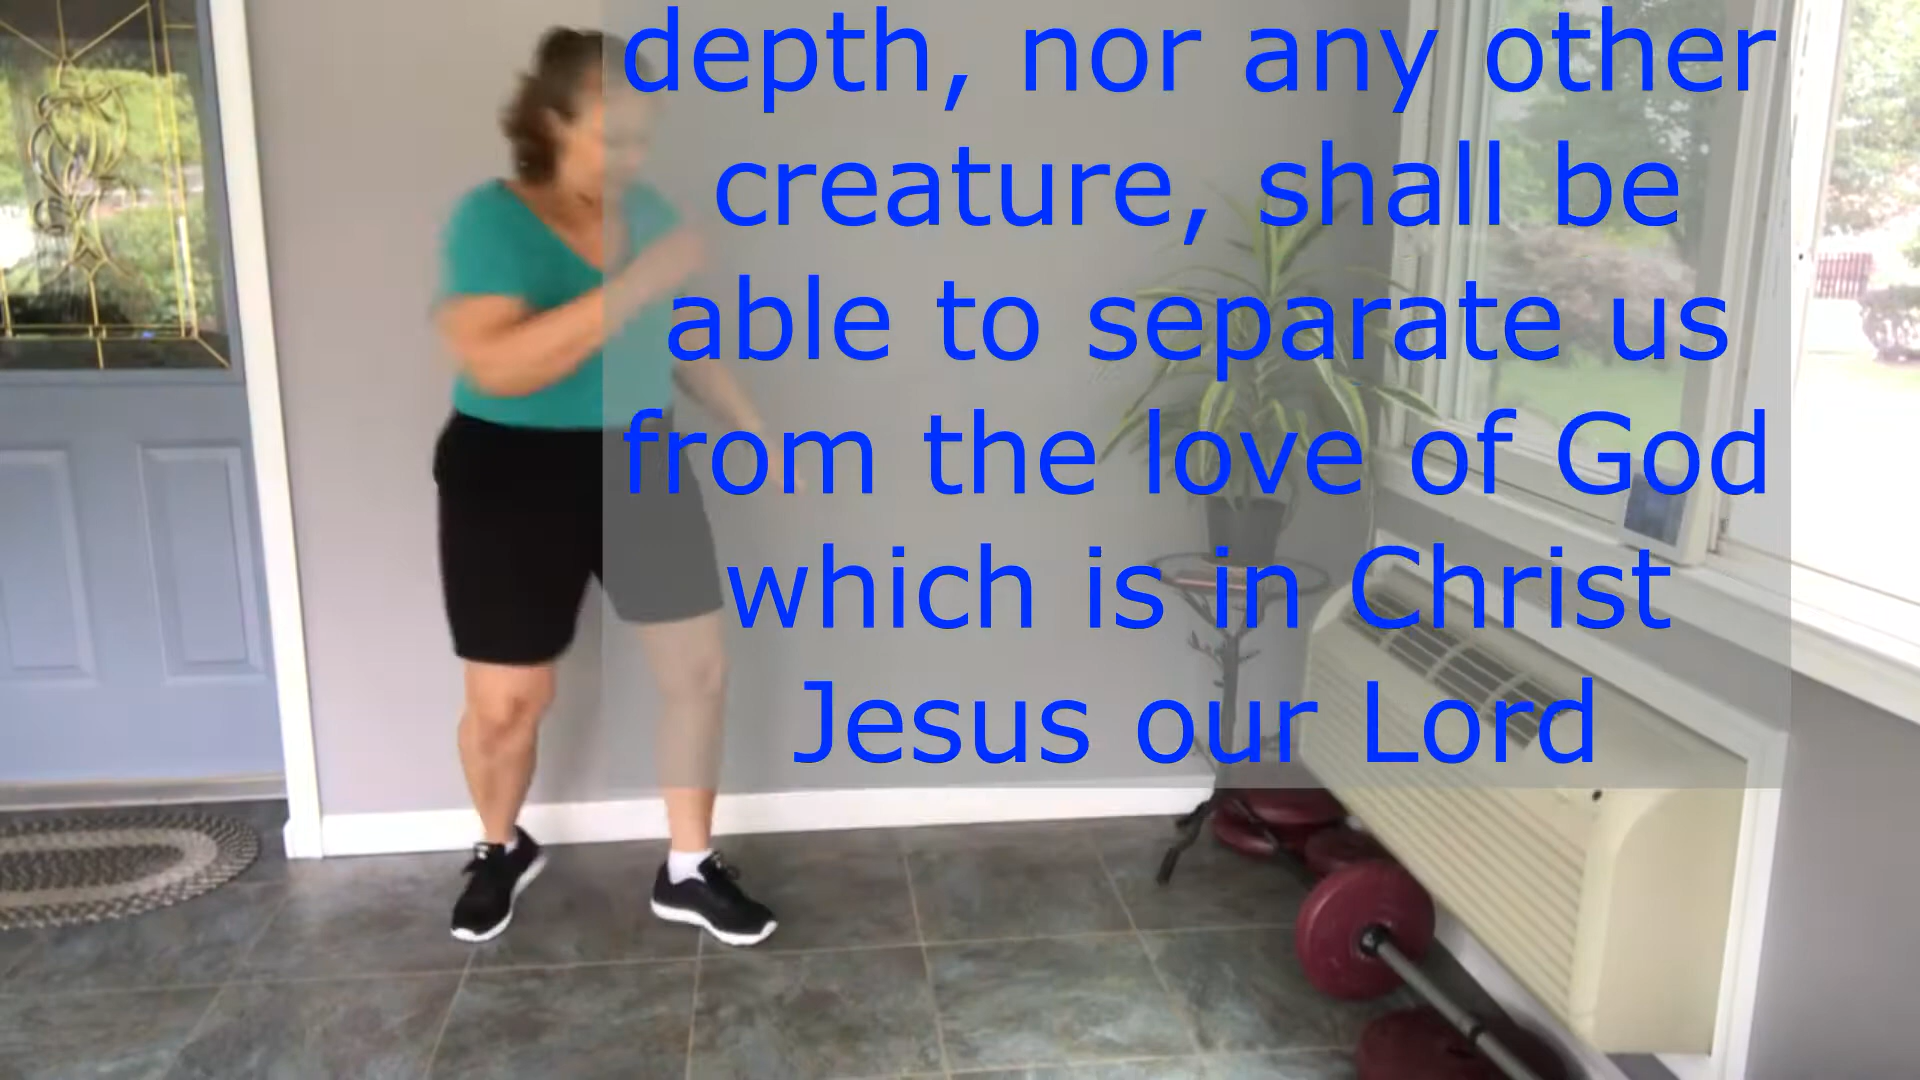 depth, nor any other
creature, shall be
able to separate us
from the love of God
which is in Christ
Jesus our Lord